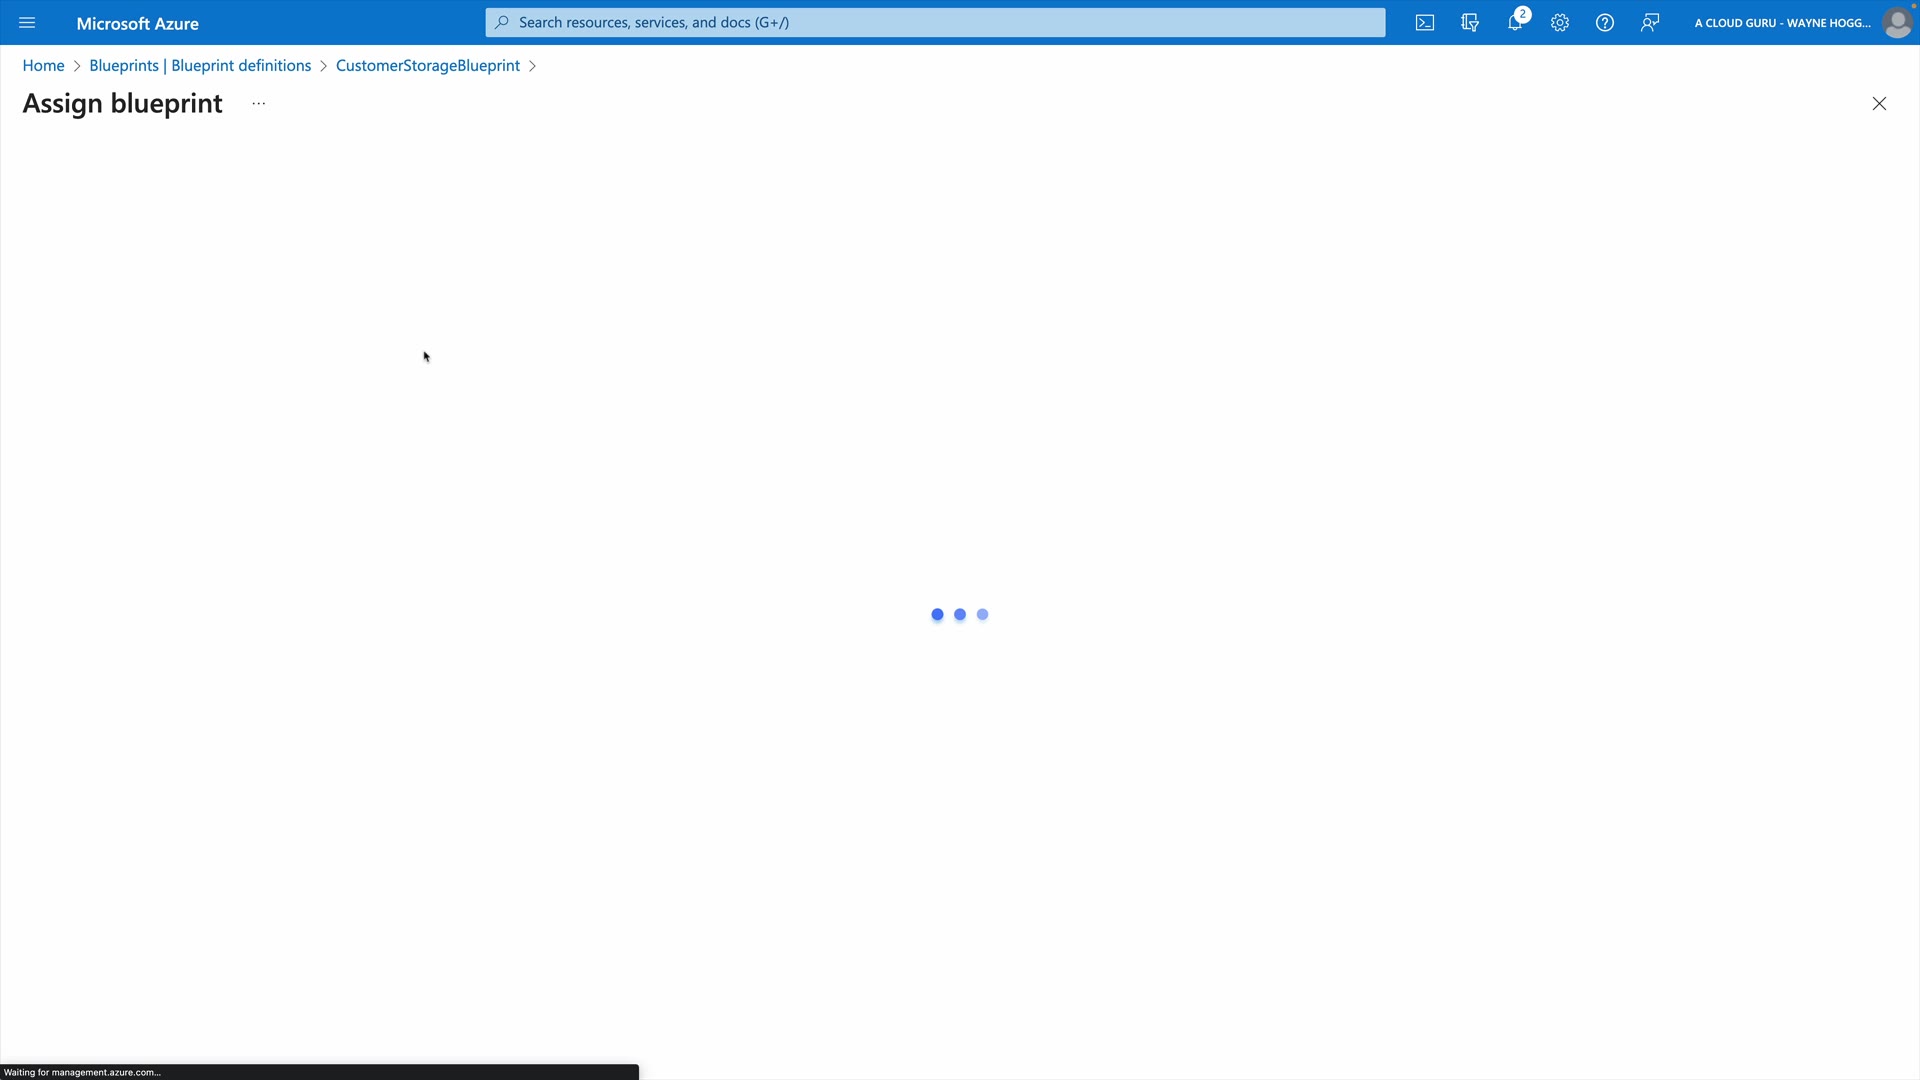 Microsoft Azure
Search resources, services, and docs (G+/)
2
A CLOUD GURU - WAYNE HOGG...
Home > Blueprints | Blueprint definitions > CustomerStorageBlueprint >
Assign blueprint ...
Waiting for management.azure.com...